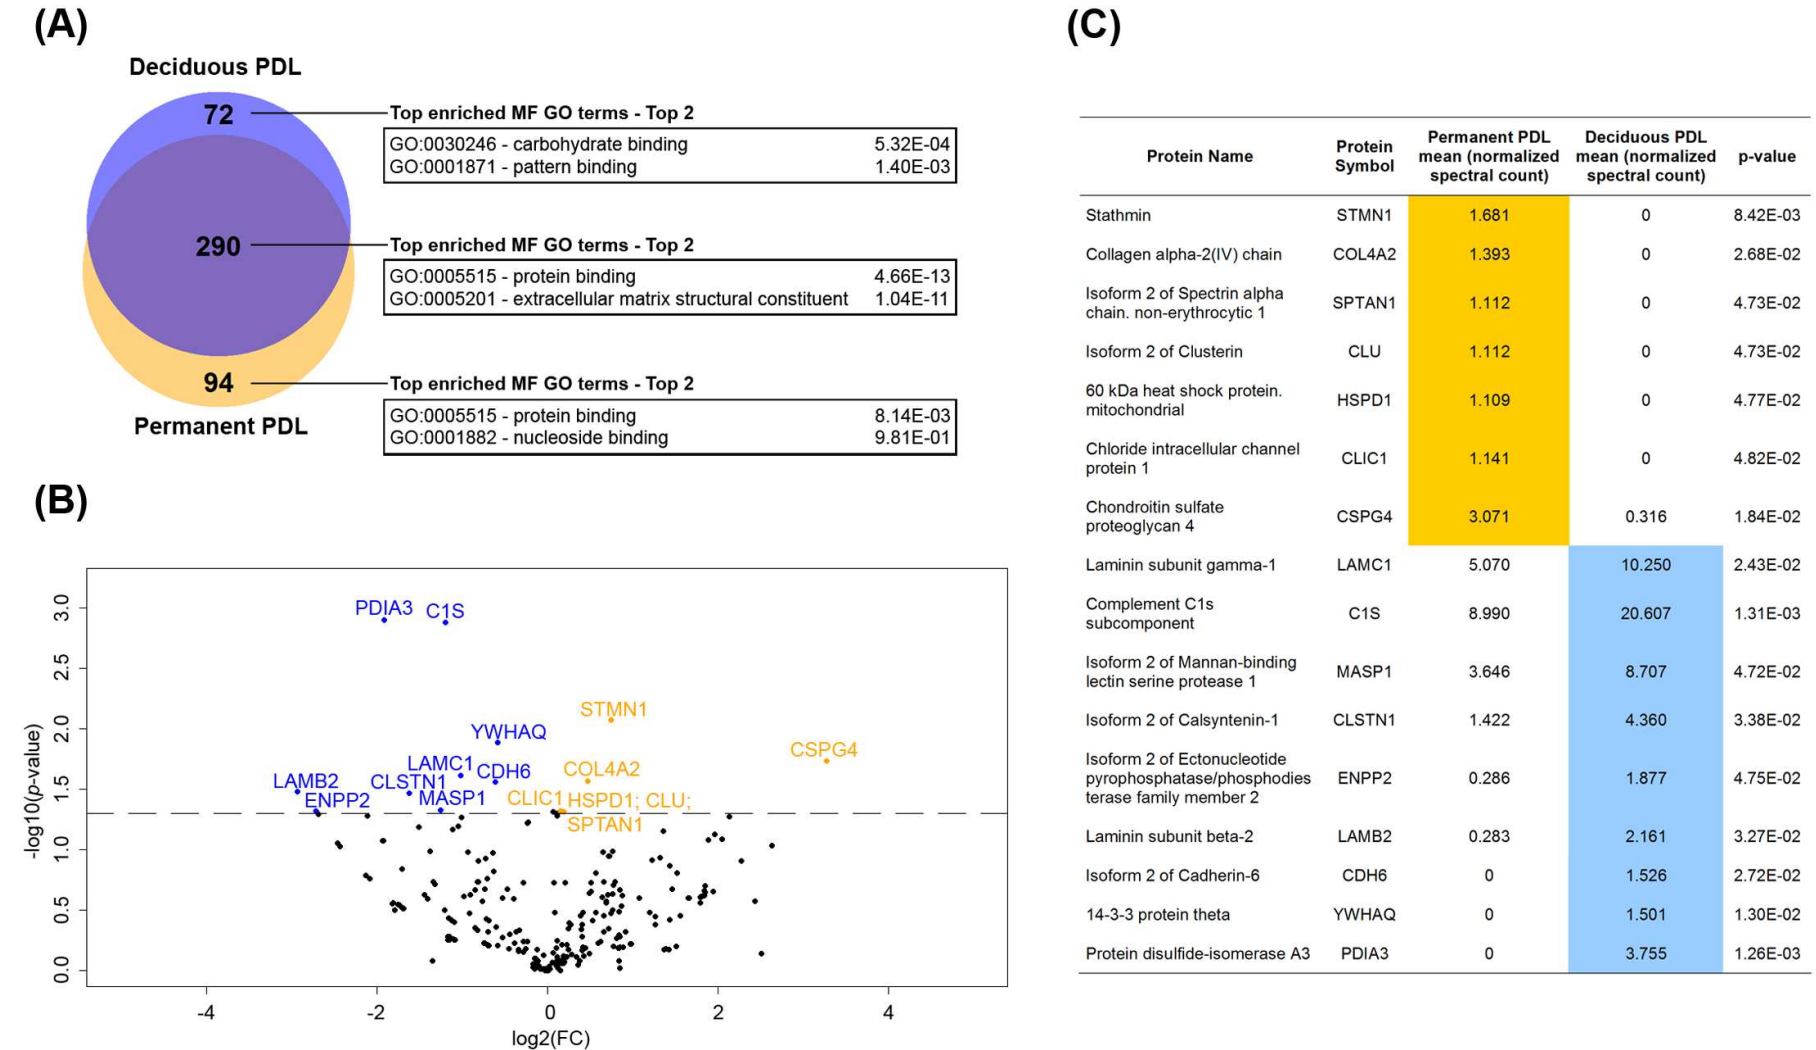 (A)
Deciduous PDL
72
290
94
Permanent PDL
Top enriched MF GO terms - Top 2
GO:0030246 - carbohydrate binding 5.32E-04
GO:0001871 - pattern binding 1.40E-03
Top enriched MF GO terms - Top 2
GO:0005515 - protein binding 4.66E-13
GO:0005201 - extracellular matrix structural constituent 1.04E-11
Top enriched MF GO terms - Top 2
GO:0005515 - protein binding 8.14E-03
GO:0001882 - nucleoside binding 9.81E-01
(B)
-log10(p-value)
3.0
2.5
2.0
1.5
1.0
0.5
0.0
PDIA3 C1S
STMN1
YWHAQ
CSPG4
LAMC1
CDH6
COL4A2
LAMB2
CLSTN1
ENPP2
MASP1
CLIC1
HSPD1; CLU;
SPTAN1
-4 -2 0 2 4
log2(FC)
(C)
Protein Name
Protein
Symbol
Permanent PDL
mean (normalized
spectral count)
Deciduous PDL
mean (normalized
spectral count)
p-value
Stathmin STMN1 1.681 0 8.42E-03
Collagen alpha-2(IV) chain COL4A2 1.393 0 2.68E-02
Isoform 2 of Spectrin alpha
chain. non-erythrocytic 1 SPTAN1 1.112 0 4.73E-02
Isoform 2 of Clusterin CLU 1.112 0 4.73E-02
60 kDa heat shock protein.
mitochondrial HSPD1 1.109 0 4.77E-02
Chloride intracellular channel
protein 1 CLIC1 1.141 0 4.82E-02
Chondroitin sulfate
proteoglycan 4 CSPG4 3.071 0.316 1.84E-02
Laminin subunit gamma-1 LAMC1 5.070 10.250 2.43E-02
Complement C1s
subcomponent C1S 8.990 20.607 1.31E-03
Isoform 2 of Mannan-binding
lectin serine protease 1 MASP1 3.646 8.707 4.72E-02
Isoform 2 of Calsyntenin-1 CLSTN1 1.422 4.360 3.38E-02
Isoform 2 of Ectonucleotide
pyrophosphatase/phosphodies
terase family member 2 ENPP2 0.286 1.877 4.75E-02
Laminin subunit beta-2 LAMB2 0.283 2.161 3.27E-02
Isoform 2 of Cadherin-6 CDH6 0 1.526 2.72E-02
14-3-3 protein theta YWHAQ 0 1.501 1.30E-02
Protein disulfide-isomerase A3 PDIA3 0 3.755 1.26E-03